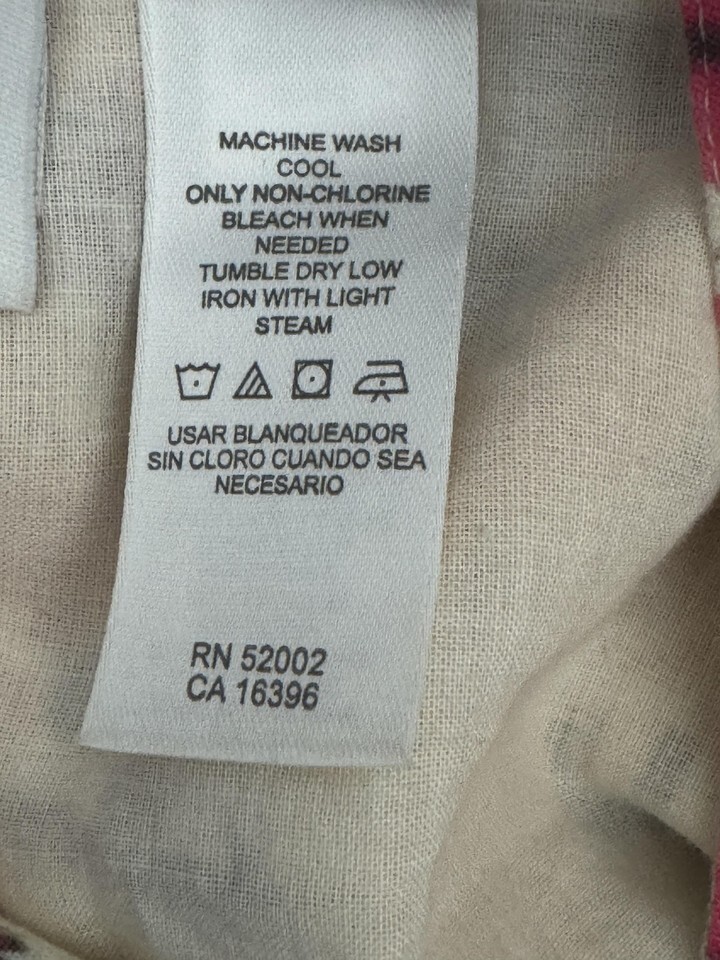 MACHINE WASH
COOL
ONLY NON-CHLORINE
BLEACH WHEN
NEEDED
TUMBLE DRY LOW
IRON WITH LIGHT
STEAM
USAR BLANQUEADOR
SIN CLORO CUANDO SEA
NECESARIO
RN 52002
CA 16396